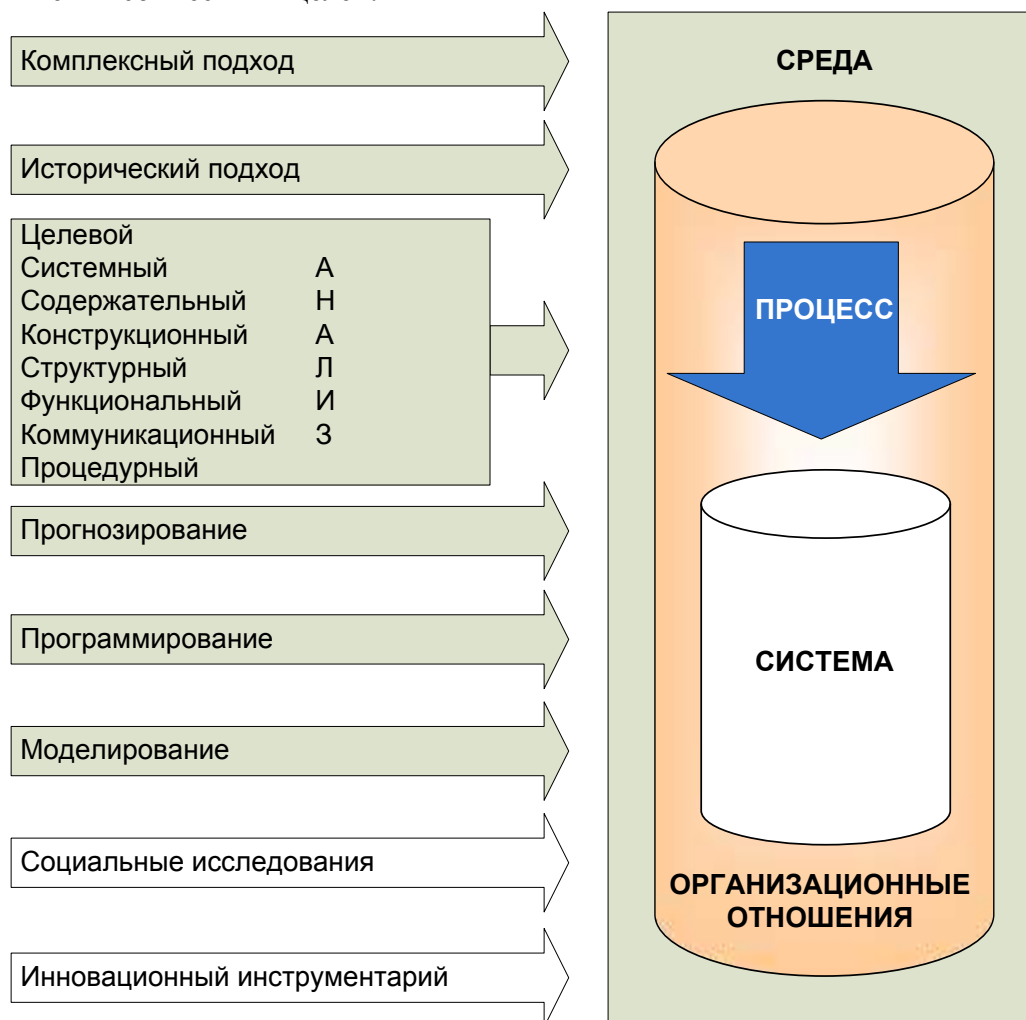 Комплексный подход
Исторический подход
Целевой
Системный А
Содержательный Н
Конструкционный А
Структурный Л
Функциональный И
Коммуникационный З
Процедурный
Прогнозирование
Программирование
Моделирование
Социальные исследования
Инновационный инструментарий
СРЕДА
ПРОЦЕСС
СИСТЕМА
ОРГАНИЗАЦИОННЫЕ
ОТНОШЕНИЯ